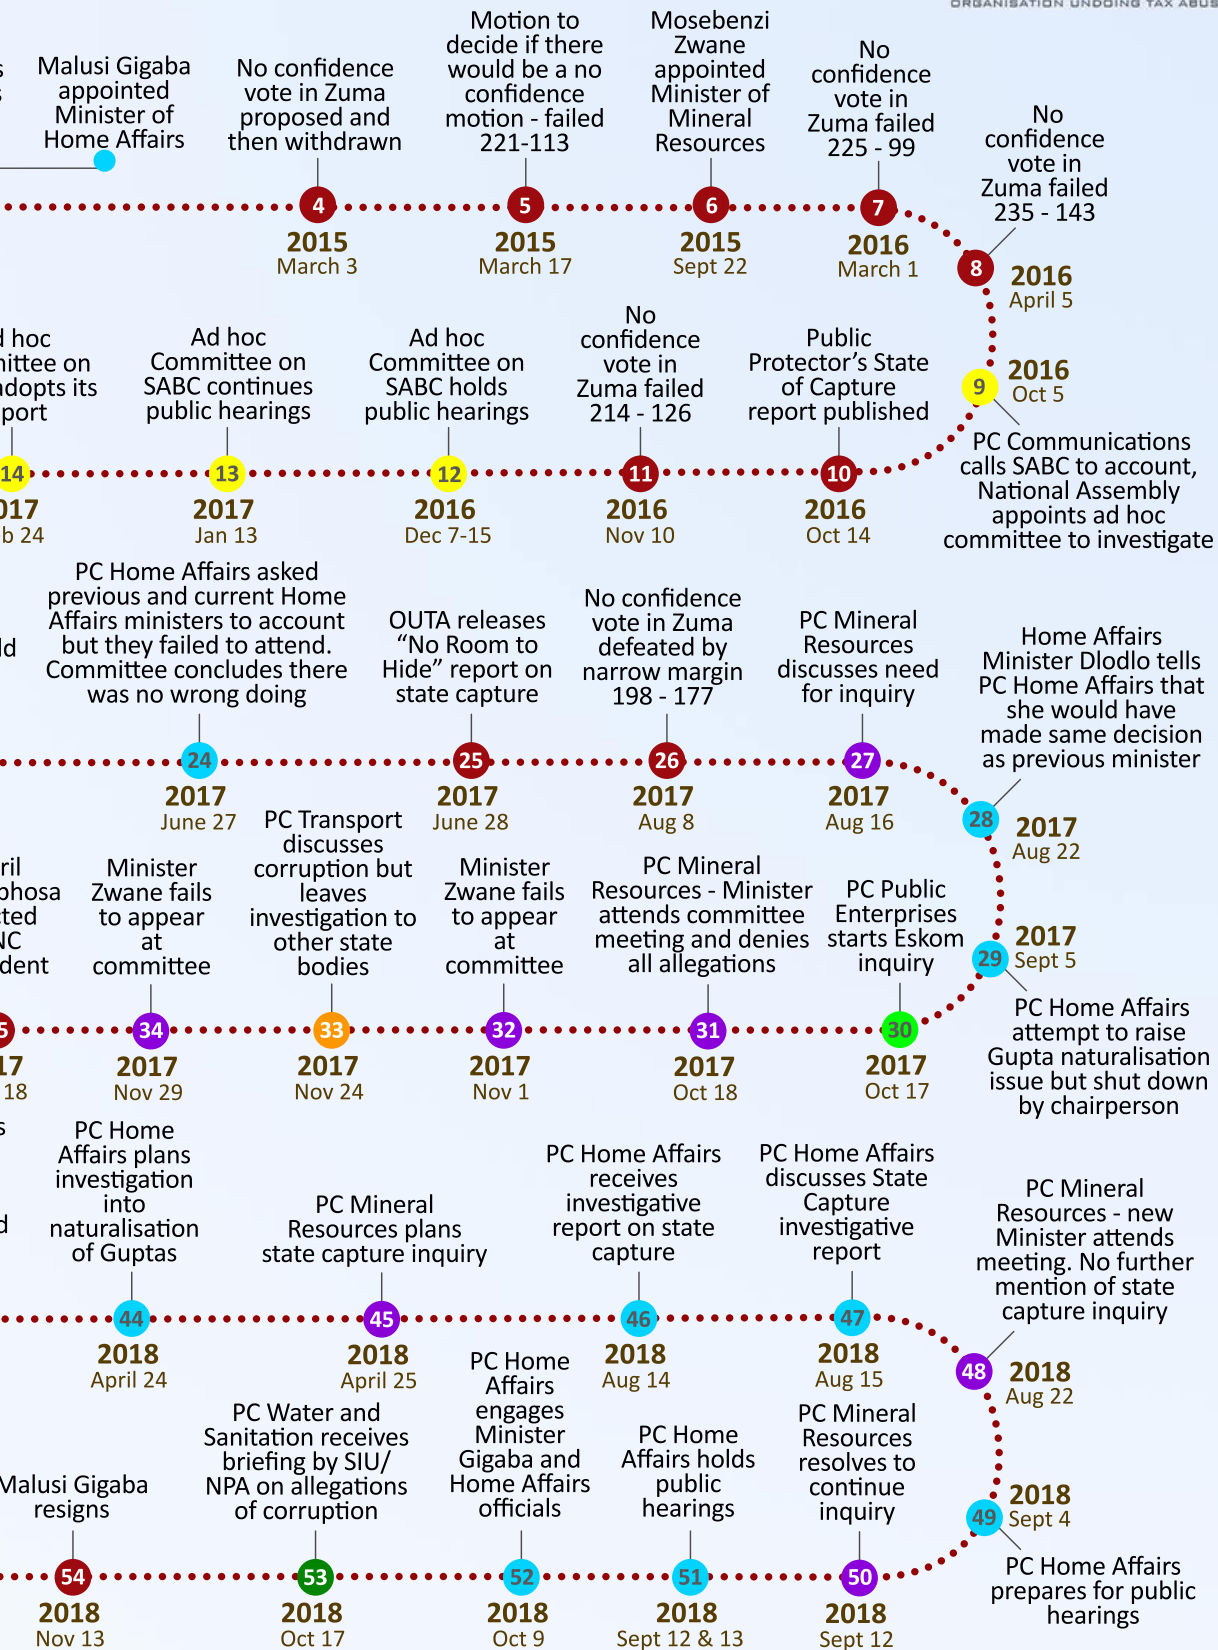 ORGANISATION UNDOING TAX ABUS
s
s
Malusi Gigaba
appointed
Minister of
Home Affairs
No confidence
vote in Zuma
proposed and
then withdrawn
4
2015
March 3
Motion to
decide if there
would be a no
confidence
motion - failed
221-113
5
2015
March 17
Mosebenzi
Zwane
appointed
Minister of
Mineral
Resources
6
2015
Sept 22
No
confidence
vote in
Zuma failed
225 - 99
7
2016
March 1
No
confidence
vote in
Zuma failed
235 - 143
8
2016
April 5
9
2016
Oct 5
PC Communications
calls SABC to account,
National Assembly
appoints ad hoc
committee to investigate
Public
Protector's State
of Capture
report published
10
2016
Oct 14
No
confidence
vote in
Zuma failed
214 - 126
11
2016
Nov 10
Ad hoc
Committee on
SABC holds
public hearings
12
2016
Dec 7-15
Ad hoc
Committee on
SABC continues
public hearings
13
2017
Jan 13
d hoc
mittee on
adopts its
port
14
017
b 24
ld
PC Home Affairs asked
previous and current Home
Affairs ministers to account
but they failed to attend.
Committee concludes there
was no wrong doing
24
2017
June 27
OUTA releases
“No Room to
Hide” report on
state capture
25
2017
June 28
No confidence
vote in Zuma
defeated by
narrow margin
198 - 177
26
2017
Aug 8
PC Mineral
Resources
discusses need
for inquiry
27
2017
Aug 16
Home Affairs
Minister Dlodlo tells
PC Home Affairs that
she would have
made same decision
as previous minister
28
2017
Aug 22
29
2017
Sept 5
PC Home Affairs
attempt to raise
Gupta naturalisation
issue but shut down
by chairperson
PC Public
Enterprises
starts Eskom
inquiry
30
2017
Oct 17
PC Mineral
Resources - Minister
attends committee
meeting and denies
all allegations
31
2017
Oct 18
Minister
Zwane fails
to appear
at
committee
32
2017
Nov 1
PC Transport
discusses
corruption but
leaves
investigation to
other state
bodies
33
2017
Nov 24
Minister
Zwane fails
to appear
at
committee
34
2017
Nov 29
ril
phosa
cted
NC
dent
5
17
18
s
d
PC Home
Affairs plans
investigation
into
naturalisation
of Guptas
44
2018
April 24
PC Mineral
Resources plans
state capture inquiry
45
2018
April 25
PC Home Affairs
receives
investigative
report on state
capture
46
2018
Aug 14
PC Home Affairs
discusses State
Capture
investigative
report
47
2018
Aug 15
PC Mineral
Resources - new
Minister attends
meeting. No further
mention of state
capture inquiry
48
2018
Aug 22
49
2018
Sept 4
PC Home Affairs
prepares for public
hearings
PC Mineral
Resources
resolves to
continue
inquiry
50
2018
Sept 12
PC Home
Affairs holds
public
hearings
51
2018
Sept 12 & 13
PC Home
Affairs
engages
Minister
Gigaba and
Home Affairs
officials
52
2018
Oct 9
PC Water and
Sanitation receives
briefing by SIU/
NPA on allegations
of corruption
53
2018
Oct 17
Malusi Gigaba
resigns
54
2018
Nov 13